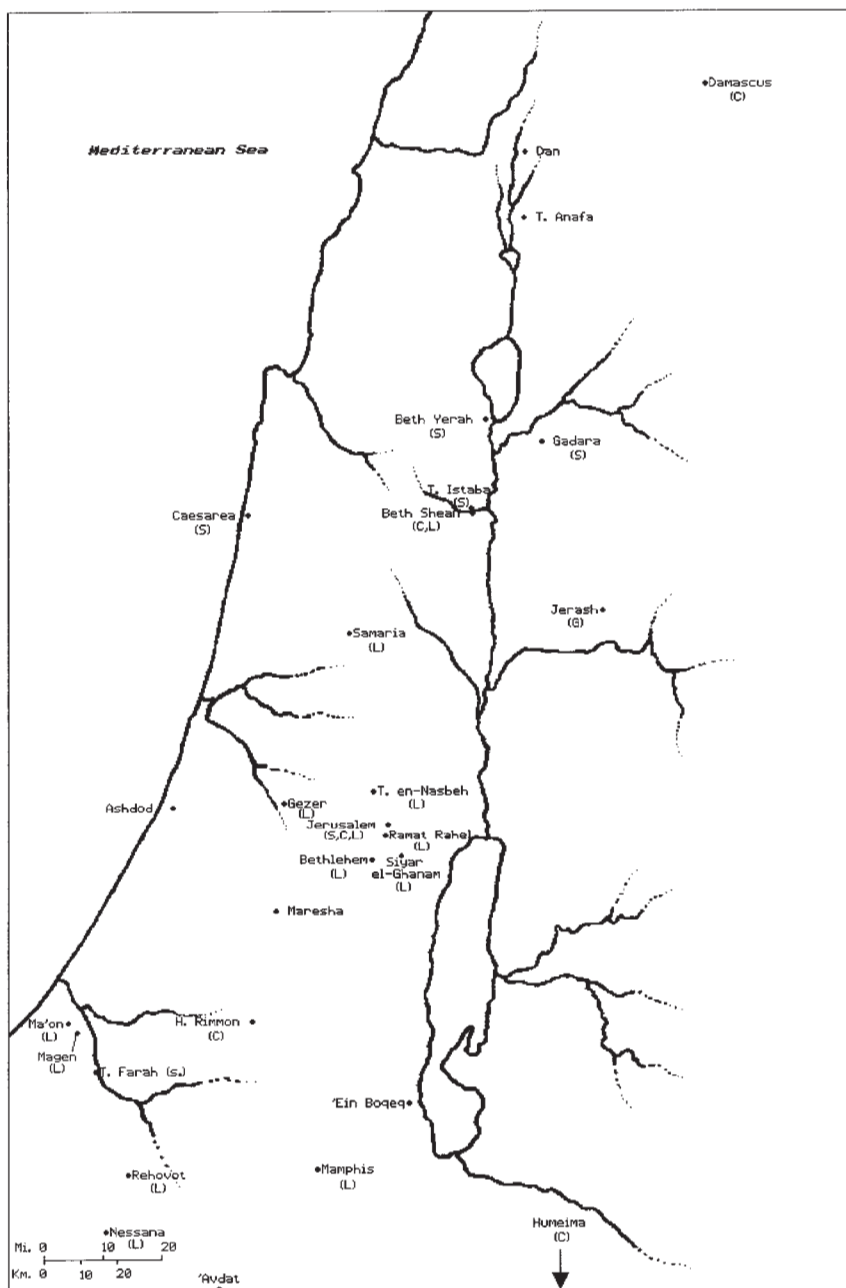 Damascus
(C)
Mediterranean Sea
Dan
T. Anafa
Beth Yerah
(S)
Gadara
(S)
T. Istaba
(S)
Beth Shean
(C,L)
Caesarea
(S)
Jerash
(G)
Samaria
(L)
T. en-Nasbeh
(L)
Ashdod
Gezer
(L)
Jerusalem
(S,C,L)
Ramat Rahel
(L)
Bethlehem
(L)
Siyar
el-Ghanam
(L)
Maresha
Ma'on
(L)
H. Rimmon
(C)
Magen
(L)
T. Farah (s.)
'Ein Boqeq
Rehovot
(L)
Mamphis
(L)
Nessana
(L)
Humeima
(C)
Mi. 0 10 20
Km. 0 10 20
'Avdat